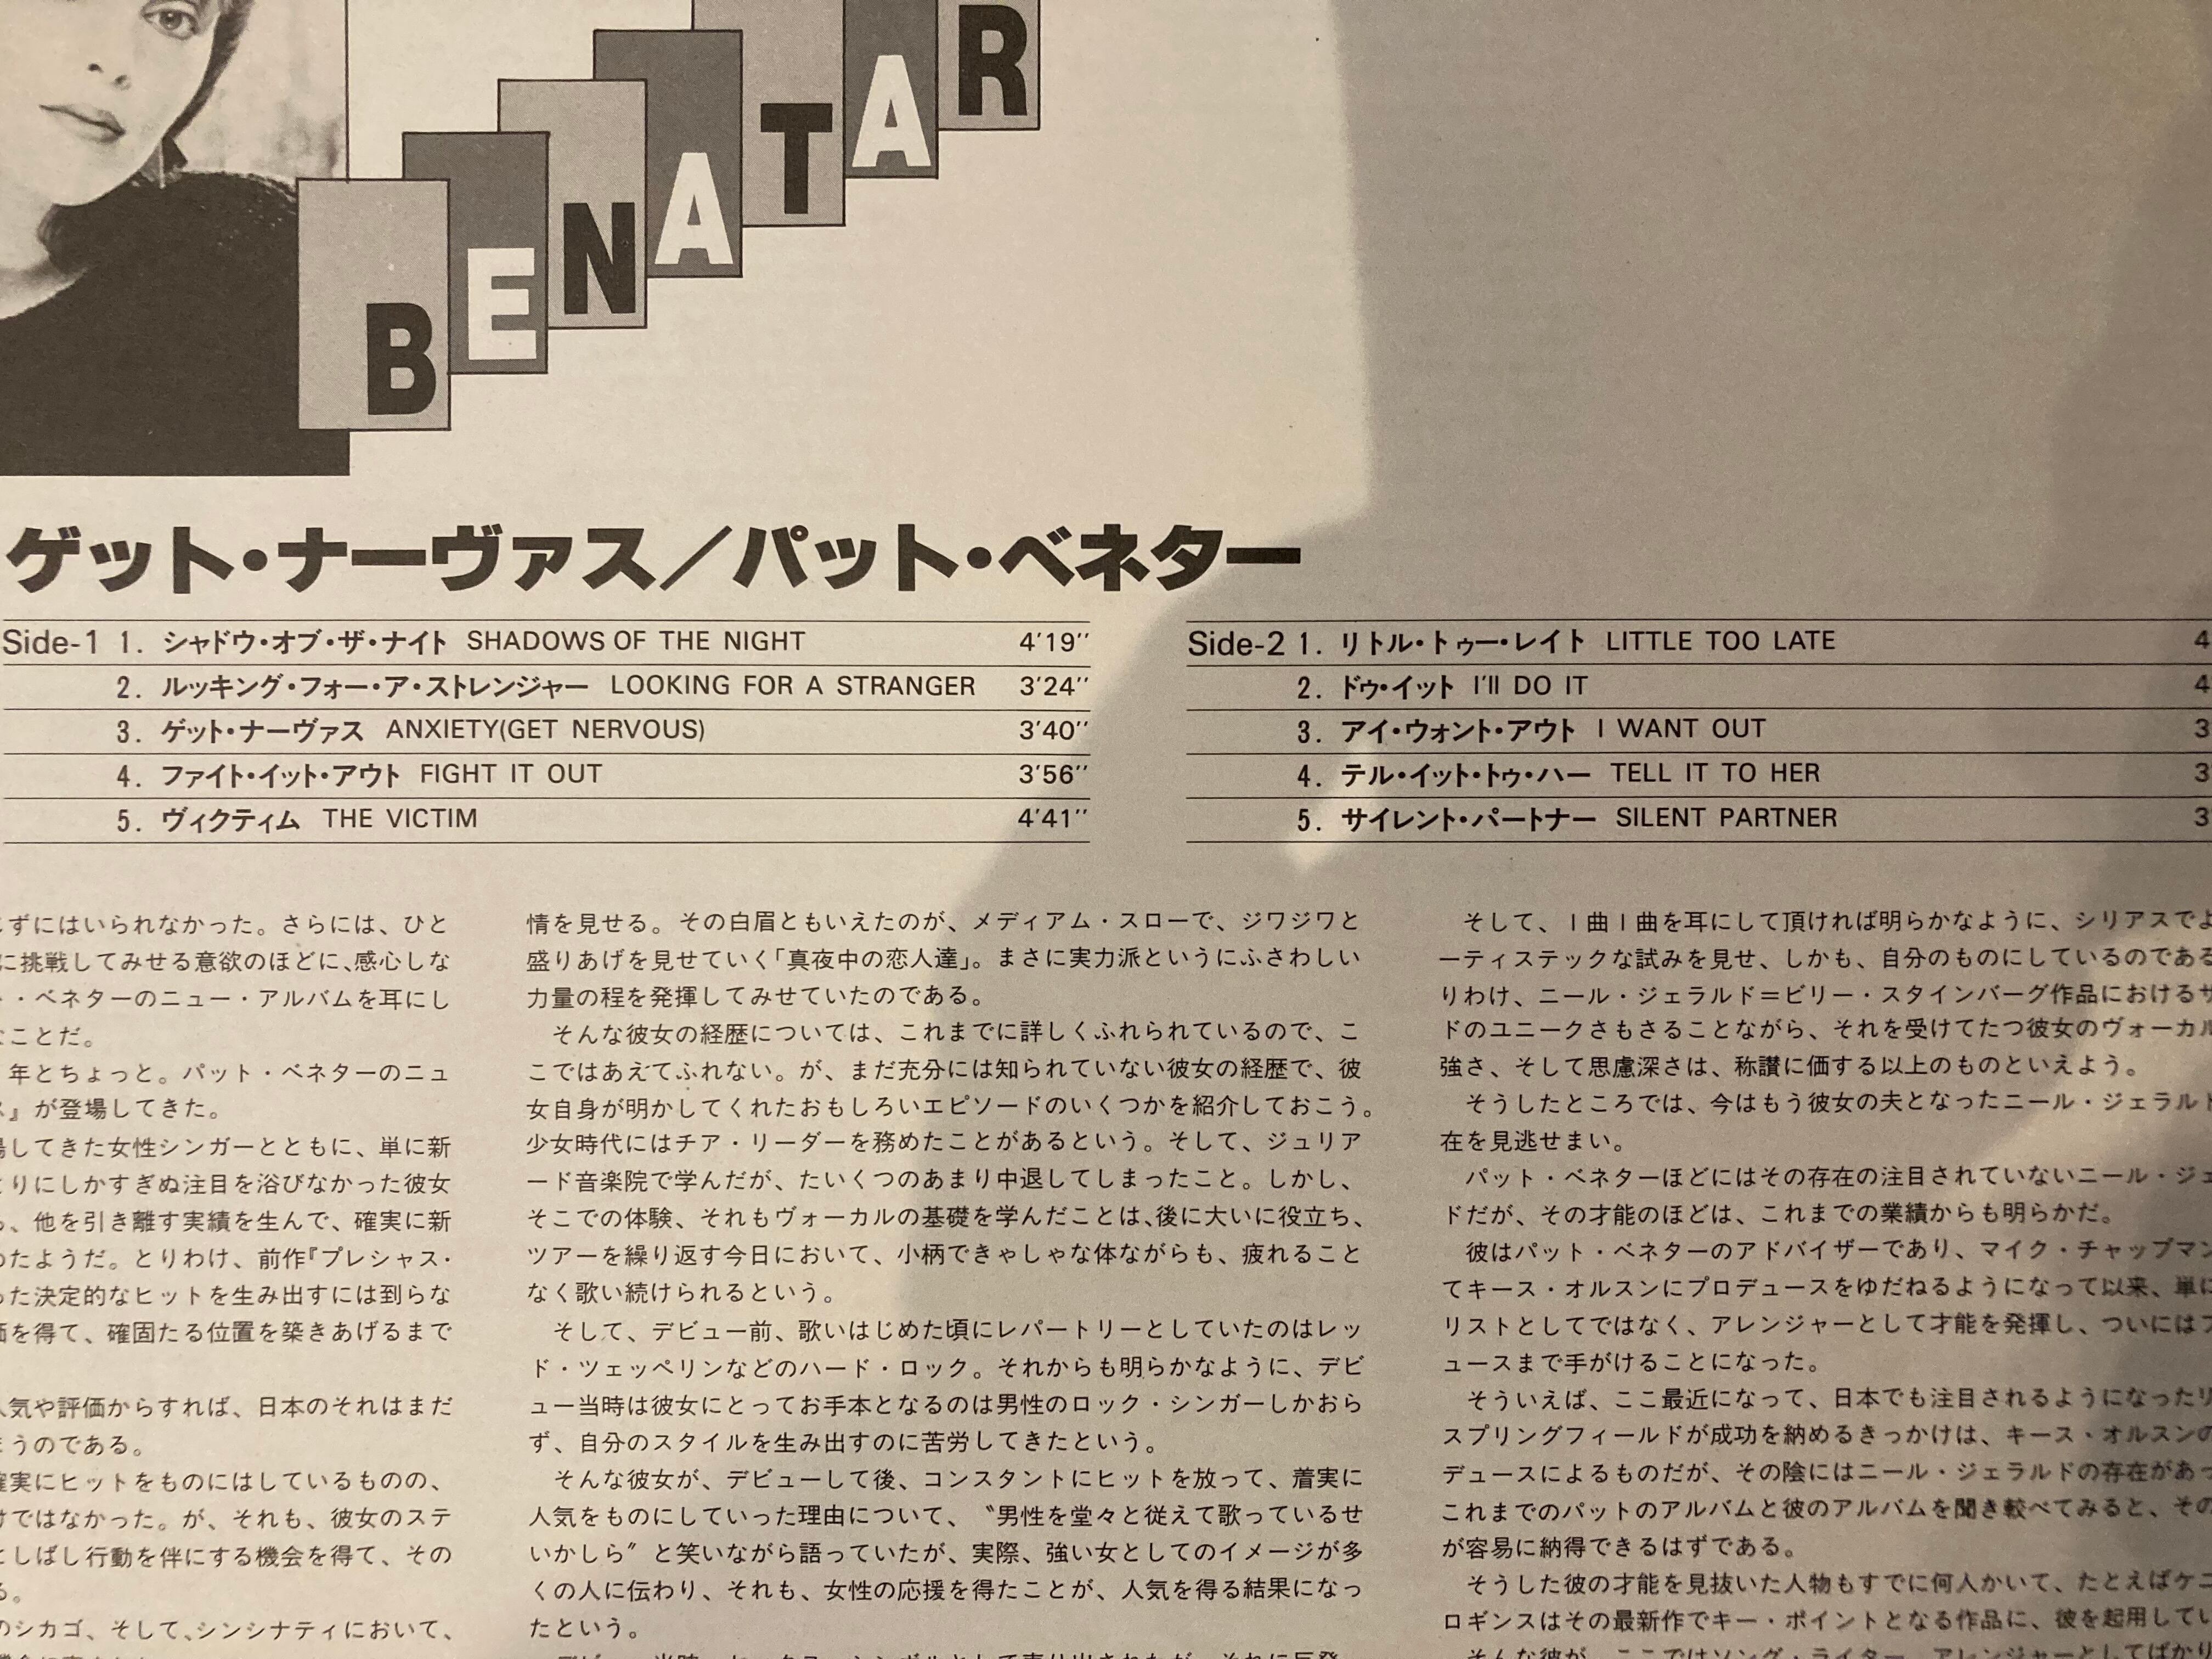 BENATAR
ゲット・ナーヴァス／パット・ベネター
Side-1 1. シャドウ・オブ・ザ・ナイト SHADOWS OF THE NIGHT 4'19''
2. ルッキング・フォー・ア・ストレンジャー LOOKING FOR A STRANGER 3'24''
3. ゲット・ナーヴァス ANXIETY(GET NERVOUS) 3'40''
4. ファイト・イット・アウト FIGHT IT OUT 3'56''
5. ヴィクティム THE VICTIM 4'41''
Side-2 1. リトル・トゥー・レイト LITTLE TOO LATE 4
2. ドゥ・イット I'll DO IT 4
3. アイ・ウォント・アウト I WANT OUT 3
4. テル・イット・トゥ・ハー TELL IT TO HER 3
5. サイレント・パートナー SILENT PARTNER 3
ずにはいられなかった。さらには、ひと
に挑戦してみせる意欲のほどに、感心しな
・ベネターのニュー・アルバムを耳にし
ことだ。
年とちょっと。パット・ベネターのニュ
』が登場してきた。
してきた女性シンガーとともに、単に新
りにしかすぎぬ注目を浴びなかった彼女
、他を引き離す実績を生んで、確実に新
たようだ。とりわけ、前作『プレシャス・
た決定的なヒットを生み出すには到らな
を得て、確固たる位置を築きあげるまで
気や評価からすれば、日本のそれはまだ
うのである。
確実にヒットをものにはしているものの、
ではなかった。が、それも、彼女のステ
しばし行動を伴にする機会を得て、その
る。
のシカゴ、そして、シンシナティにおいて、
情を見せる。その白眉ともいえたのが、メディアム・スローで、ジワジワと
盛りあげを見せていく「真夜中の恋人達」。まさに実力派というにふさわしい
力量の程を発揮してみせていたのである。
そんな彼女の経歴については、これまでに詳しくふれられているので、こ
こではあえてふれない。が、まだ充分には知られていない彼女の経歴で、彼
女自身が明かしてくれたおもしろいエピソードのいくつかを紹介しておこう。
少女時代にはチア・リーダーを務めたことがあるという。そして、ジュリア
ード音楽院で学んだが、たいくつのあまり中退してしまったこと。しかし、
そこでの体験、それもヴォーカルの基礎を学んだことは、後に大いに役立ち、
ツアーを繰り返す今日において、小柄できゃしゃな体ながらも、疲れること
なく歌い続けられるという。
そして、デビュー前、歌いはじめた頃にレパートリーとしていたのはレッ
ド・ツェッペリンなどのハード・ロック。それからも明らかなように、デビ
ュー当時は彼女にとってお手本となるのは男性のロック・シンガーしかおら
ず、自分のスタイルを生み出すのに苦労してきたという。
そんな彼女が、デビューして後、コンスタントにヒットを放って、着実に
人気をものにしていった理由について、〝男性を堂々と従えて歌っているせ
いかしら〞と笑いながら語っていたが、実際、強い女としてのイメージが多
くの人に伝わり、それも、女性の応援を得たことが、人気を得る結果になっ
たという。
そして、1曲1曲を耳にして頂ければ明らかなように、シリアスでよ
ーティステックな試みを見せ、しかも、自分のものにしているのである
りわけ、ニール・ジェラルド＝ビリー・スタインバーグ作品におけるサ
ドのユニークさもさることながら、それを受けてたつ彼女のヴォーカル
強さ、そして思慮深さは、称讃に価する以上のものといえよう。
そうしたところでは、今はもう彼女の夫となったニール・ジェラルド
在を見逃せまい。
パット・ベネターほどにはその存在の注目されていないニール・ジェ
ドだが、その才能のほどは、これまでの業績からも明らかだ。
彼はパット・ベネターのアドバイザーであり、マイク・チャップマン
てキース・オルスンにプロデュースをゆだねるようになって以来、単に
リストとしてではなく、アレンジャーとして才能を発揮し、ついにはプ
ュースまで手がけることになった。
そういえば、ここ最近になって、日本でも注目されるようになったリ
スプリングフィールドが成功を納めるきっかけは、キース・オルスンの
デュースによるものだが、その陰にはニール・ジェラルドの存在があっ
これまでのパットのアルバムと彼のアルバムを聞き較べてみると、その
が容易に納得できるはずである。
そうした彼の才能を見抜いた人物もすでに何人かいて、たとえばケニ
ロギンスはその最新作でキー・ポイントとなる作品に、彼を起用してい